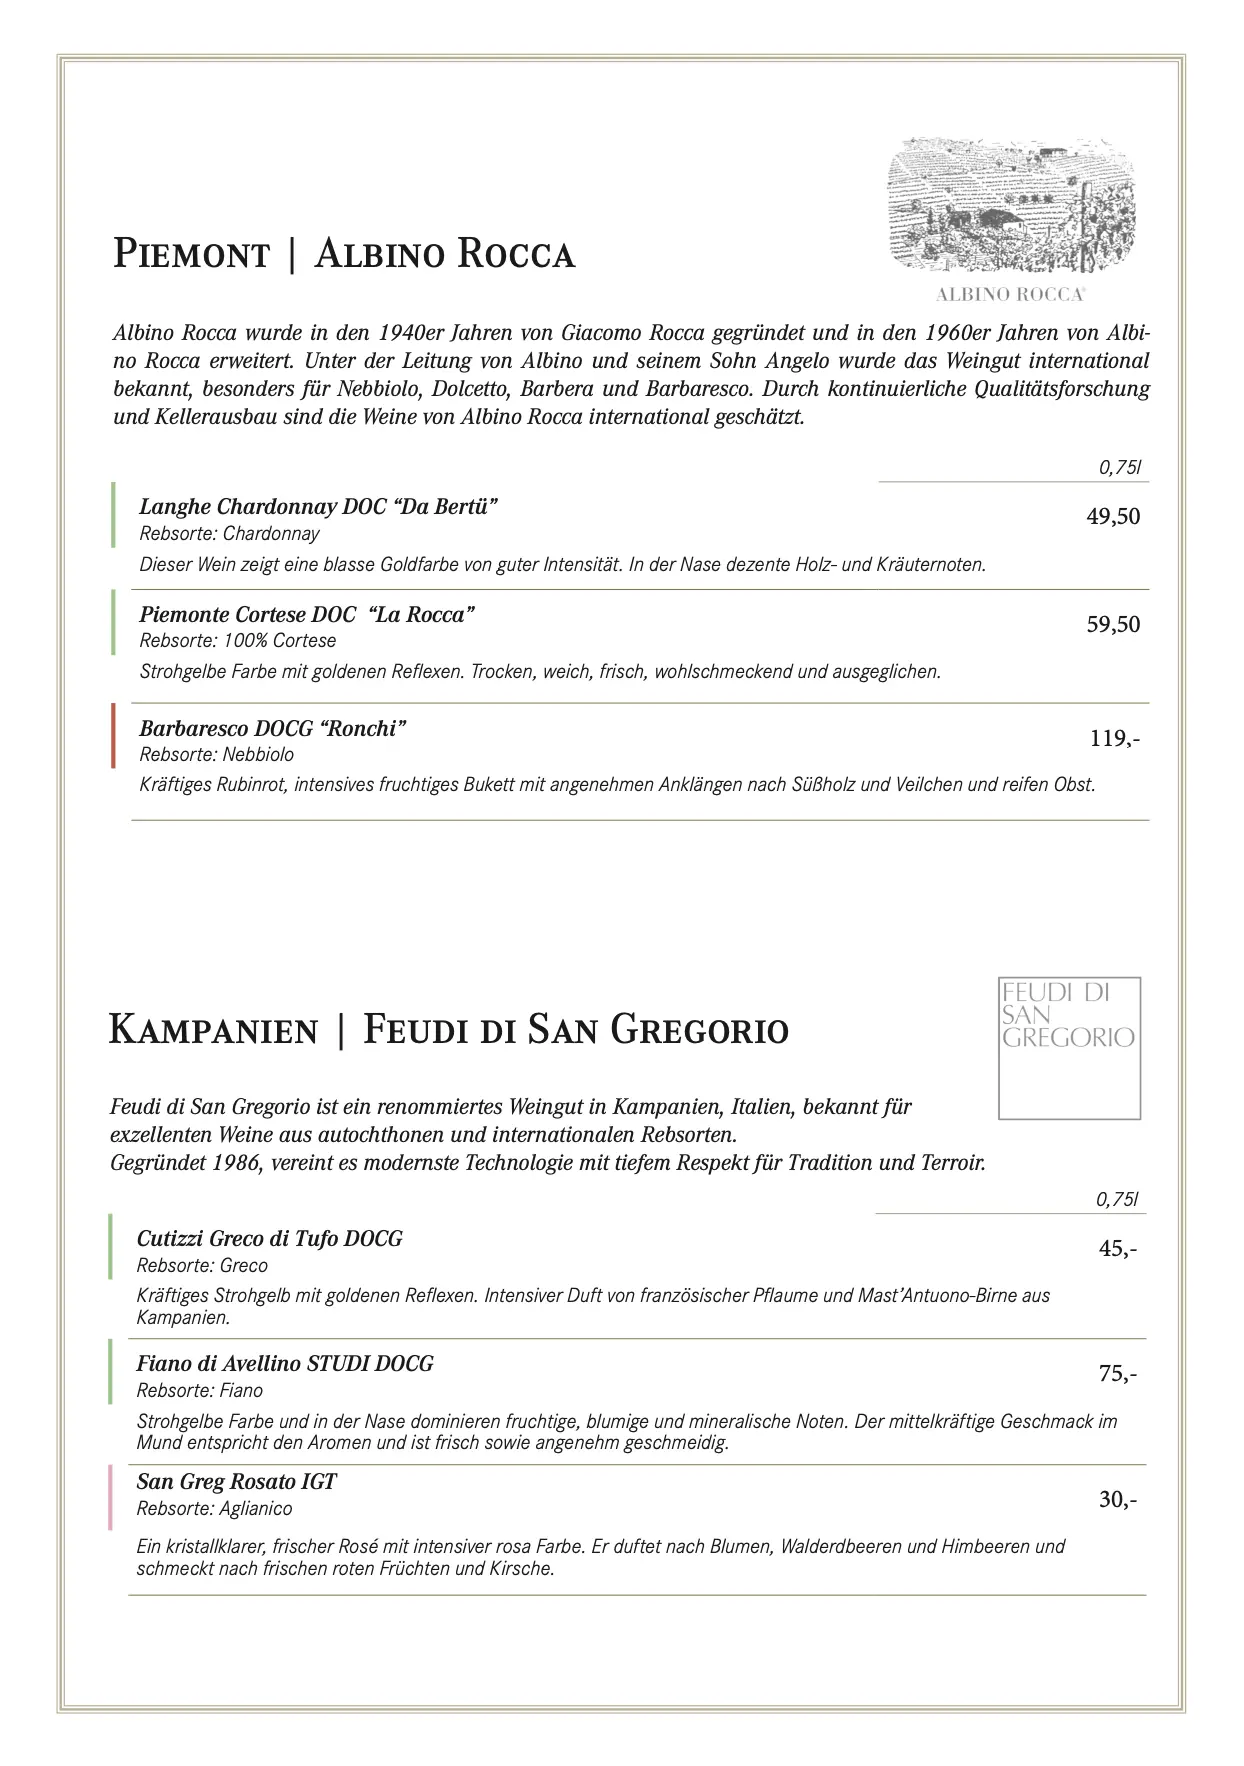 ALBINO ROCCA®
Piemont | Albino Rocca
Albino Rocca wurde in den 1940er Jahren von Giacomo Rocca gegründet und in den 1960er Jahren von Albi-
no Rocca erweitert. Unter der Leitung von Albino und seinem Sohn Angelo wurde das Weingut international
bekannt, besonders für Nebbiolo, Dolcetto, Barbera und Barbaresco. Durch kontinuierliche Qualitätsforschung
und Kellerausbau sind die Weine von Albino Rocca international geschätzt.
0,75l
Langhe Chardonnay DOC “Da Bertü”
49,50
Rebsorte: Chardonnay
Dieser Wein zeigt eine blasse Goldfarbe von guter Intensität. In der Nase dezente Holz- und Kräuternoten.
Piemonte Cortese DOC “La Rocca”
59,50
Rebsorte: 100% Cortese
Strohgelbe Farbe mit goldenen Reflexen. Trocken, weich, frisch, wohlschmeckend und ausgeglichen.
Barbaresco DOCG “Ronchi”
119,-
Rebsorte: Nebbiolo
Kräftiges Rubinrot, intensives fruchtiges Bukett mit angenehmen Anklängen nach Süßholz und Veilchen und reifen Obst.
FEUDI DI
SAN
GREGORIO
Kampanien | Feudi di San Gregorio
Feudi di San Gregorio ist ein renommiertes Weingut in Kampanien, Italien, bekannt für
exzellenten Weine aus autochthonen und internationalen Rebsorten.
Gegründet 1986, vereint es modernste Technologie mit tiefem Respekt für Tradition und Terroir.
0,75l
Cutizzi Greco di Tufo DOCG
45,-
Rebsorte: Greco
Kräftiges Strohgelb mit goldenen Reflexen. Intensiver Duft von französischer Pflaume und Mast’Antuono-Birne aus
Kampanien.
Fiano di Avellino STUDI DOCG
75,-
Rebsorte: Fiano
Strohgelbe Farbe und in der Nase dominieren fruchtige, blumige und mineralische Noten. Der mittelkräftige Geschmack im
Mund entspricht den Aromen und ist frisch sowie angenehm geschmeidig.
San Greg Rosato IGT
30,-
Rebsorte: Aglianico
Ein kristallklarer, frischer Rosé mit intensiver rosa Farbe. Er duftet nach Blumen, Walderdbeeren und Himbeeren und
schmeckt nach frischen roten Früchten und Kirsche.